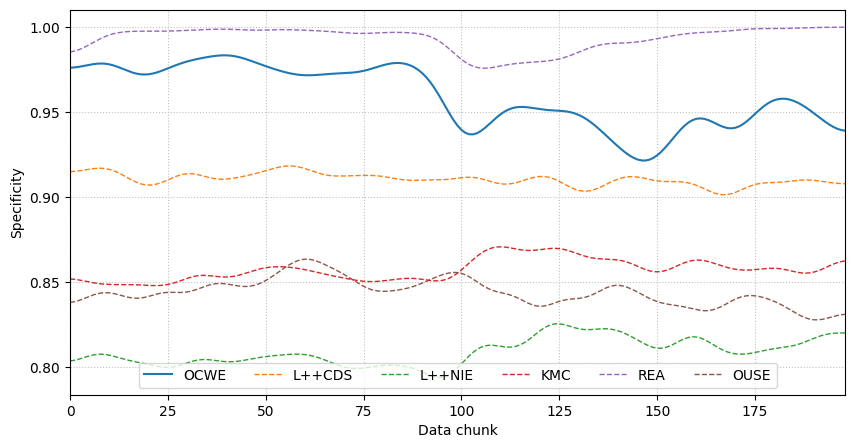 1.00
0.95
0.90
0.85
0.80
Specificity
OCWE L++CDS L++NIE KMC REA OUSE
0 25 50 75 100 125 150 175
Data chunk